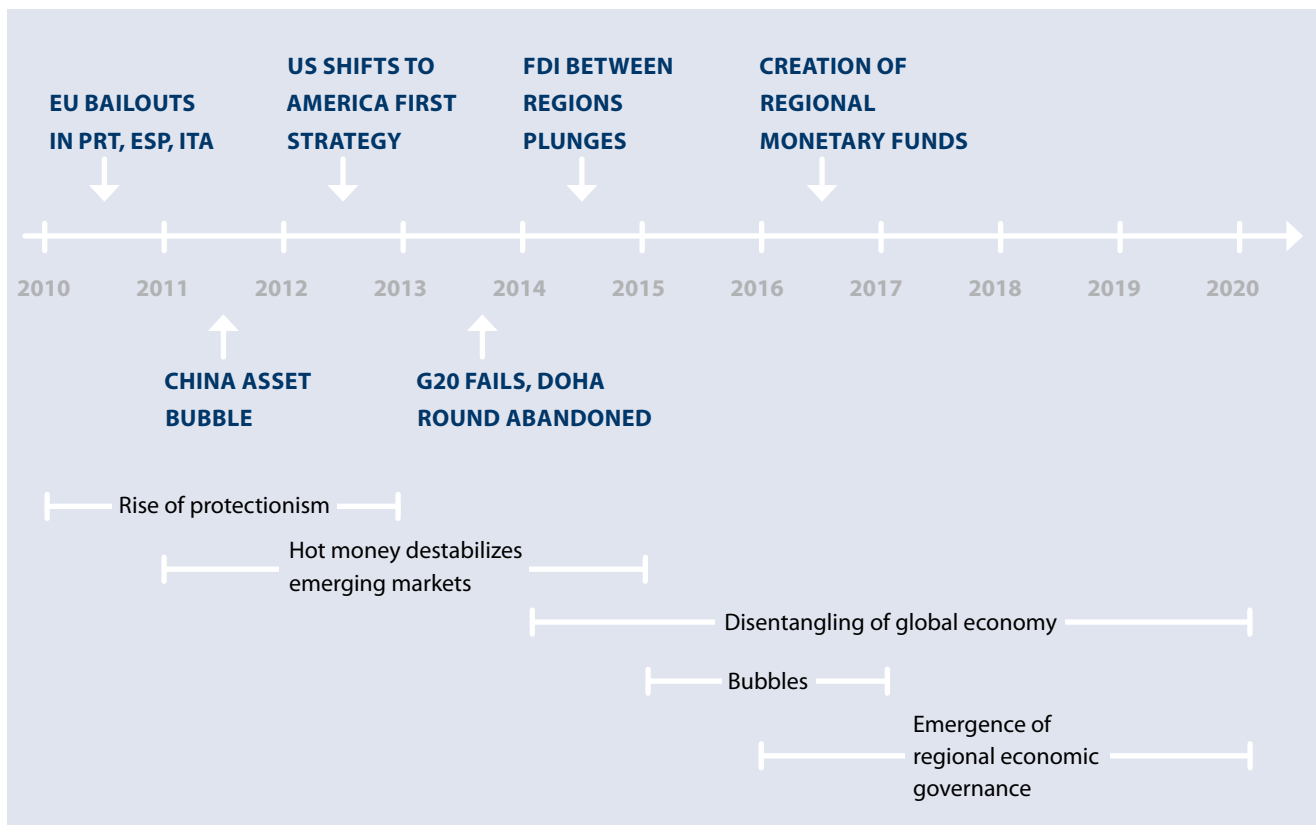 EU BAILOUTS
IN PRT, ESP, ITA
US SHIFTS TO
AMERICA FIRST
STRATEGY
FDI BETWEEN
REGIONS
PLUNGES
CREATION OF
REGIONAL
MONETARY FUNDS
2010 2011 2012 2013 2014 2015 2016 2017 2018 2019 2020
CHINA ASSET
BUBBLE
G20 FAILS, DOHA
ROUND ABANDONED
Rise of protectionism
Hot money destabilizes
emerging markets
Disentangling of global economy
Bubbles
Emergence of
regional economic
governance